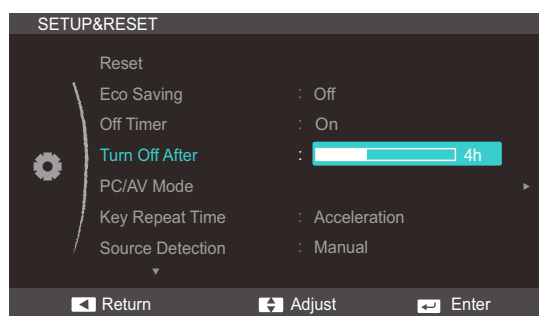 SETUP&RESET
Reset
Eco Saving : Off
Off Timer : On
Turn Off After : 4h
PC/AV Mode
Key Repeat Time : Acceleration
Source Detection : Manual
Return Adjust Enter